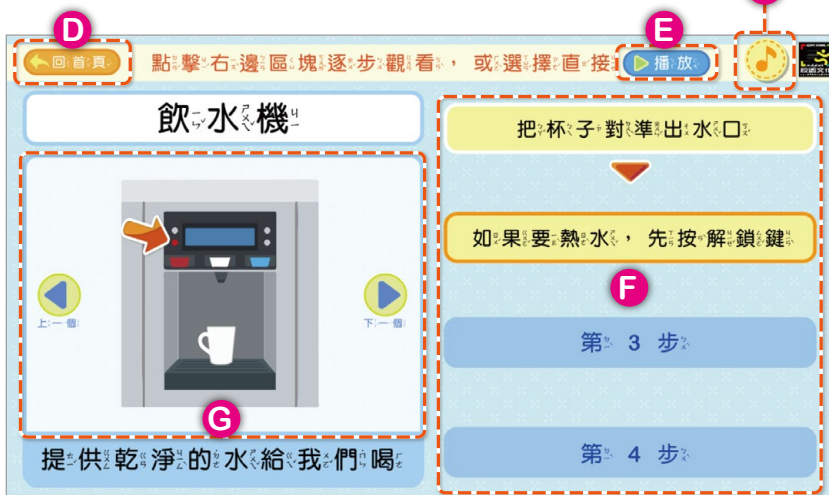 D
E
回首頁
點擊右邊區塊逐步觀看，或選擇直接
播放
飲水機
把杯子對準出水口
如果要熱水，先按解鎖鍵
F
上一個
下一個
第 3 步
G
提供乾淨的水給我們喝
第 4 步